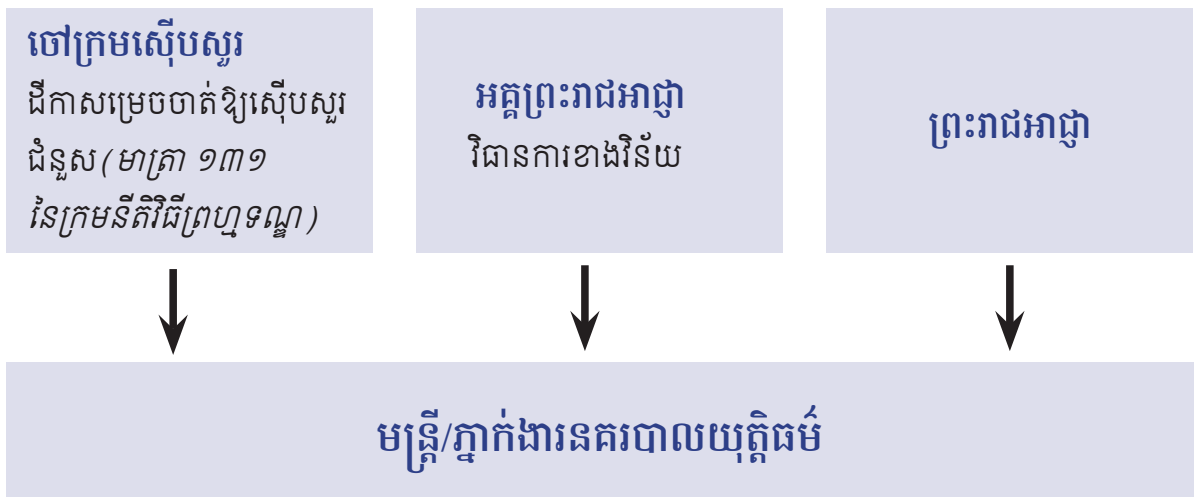 ចៅក្រមស៊ើបសួរ
ដីកាសម្រេចចាត់ឱ្យស៊ើបសួរ
ជំនួស(មាត្រា ១៣១
នៃក្រមនីតិវិធីព្រហ្មទណ្ឌ)
អគ្គព្រះរាជអាជ្ញា
វិធានការខាងវិន័យ
ព្រះរាជអាជ្ញា
មន្ត្រី/ភ្នាក់ងារនគរបាលយុត្តិធម៌